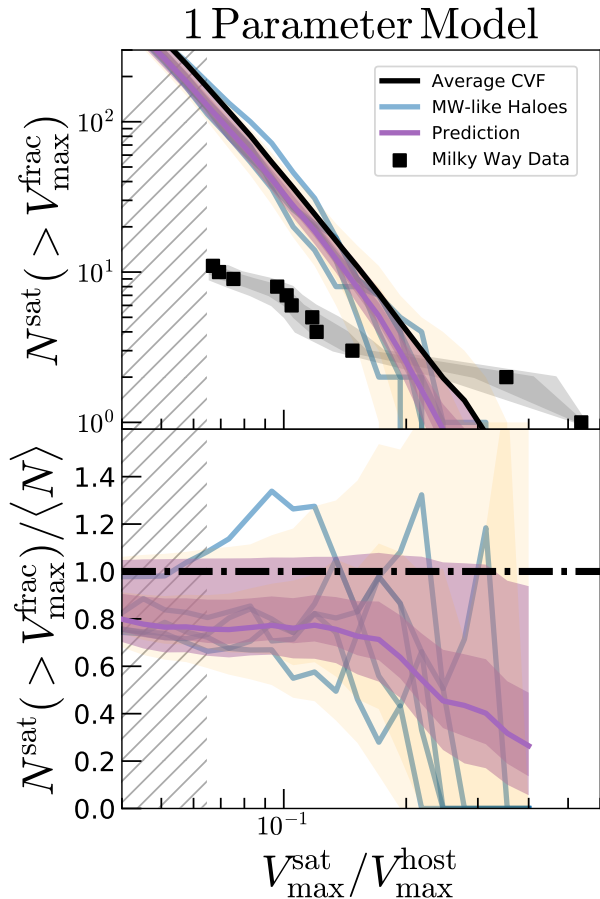 1 Parameter Model
N^sat(> V_max^frac)
10^2
10^1
10^0
Average CVF
MW-like Haloes
Prediction
Milky Way Data
N^sat(> V_max^frac)/⟨N⟩
1.4
1.2
1.0
0.8
0.6
0.4
0.2
0.0
10^−1
V_max^sat/V_max^host